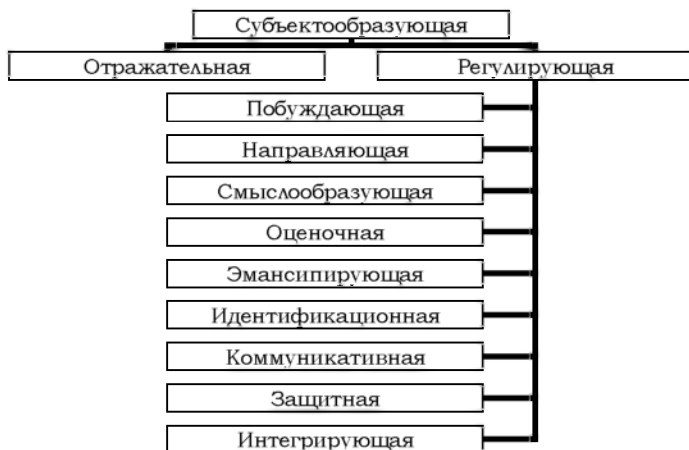 Субъектообразующая
Отражательная
Регулирующая
Побуждающая
Направляющая
Смыслообразующая
Оценочная
Эмансипирующая
Идентификационная
Коммуникативная
Защитная
Интегрирующая